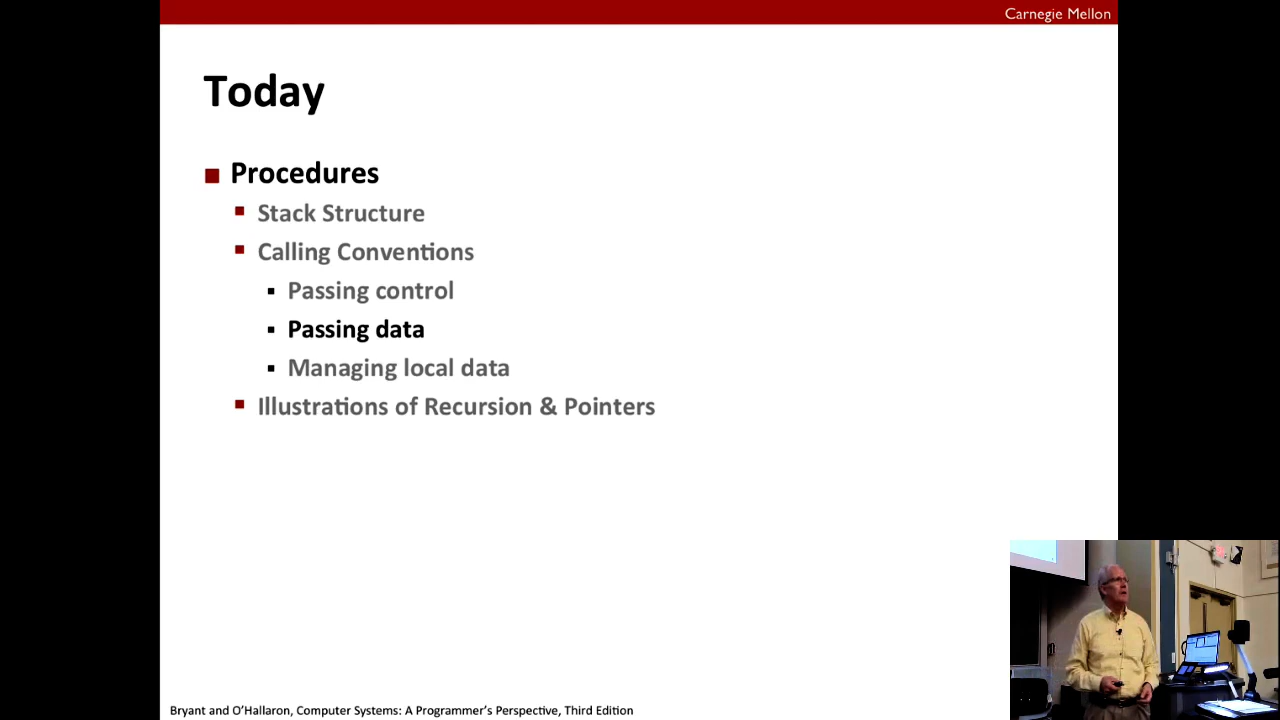 Carnegie Mellon
Today
Procedures
Stack Structure
Calling Conventions
Passing control
Passing data
Managing local data
Illustrations of Recursion & Pointers
Bryant and O'Hallaron, Computer Systems: A Programmer's Perspective, Third Edition